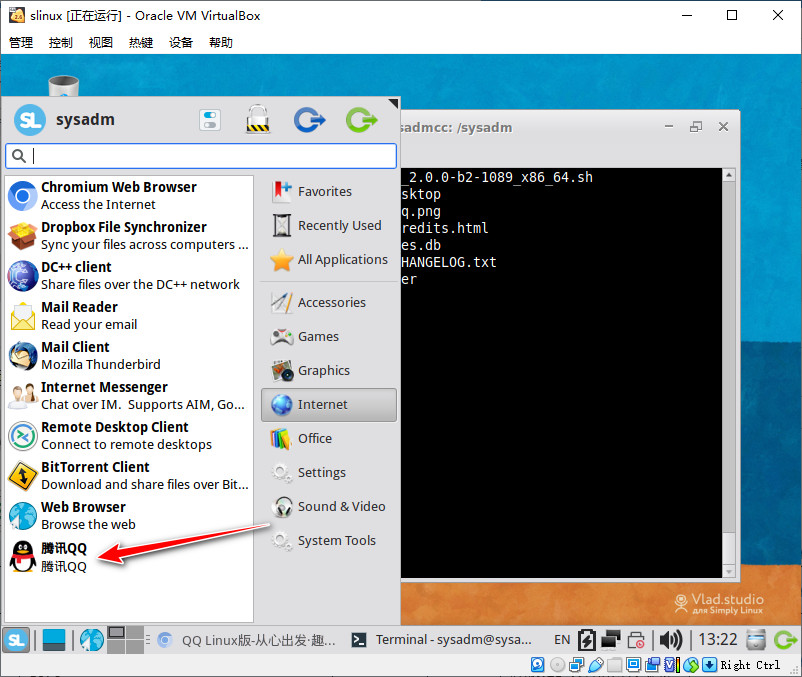 slinux [正在运行] - Oracle VM VirtualBox
管理 控制 视图 热键 设备 帮助
SL sysadm
sadmcc: /sysadm
_2.0.0-b2-1089_x86_64.sh
sktop
q.png
redits.html
es.db
HANGELOG.txt
er
Chromium Web Browser
Access the Internet
Dropbox File Synchronizer
Sync your files across computers ...
DC++ client
Share files over the DC++ network
Mail Reader
Read your email
Mail Client
Mozilla Thunderbird
Internet Messenger
Chat over IM. Supports AIM, Go...
Remote Desktop Client
Connect to remote desktops
BitTorrent Client
Download and share files over Bit...
Web Browser
Browse the web
腾讯QQ
腾讯QQ
Favorites
Recently Used
All Applications
Accessories
Games
Graphics
Internet
Office
Settings
Sound & Video
System Tools
Vlad.studio
для Simply Linux
SL QQ Linux版-从心出发·趣... Terminal - sysadm@sysa... EN 13:22
Right Ctrl